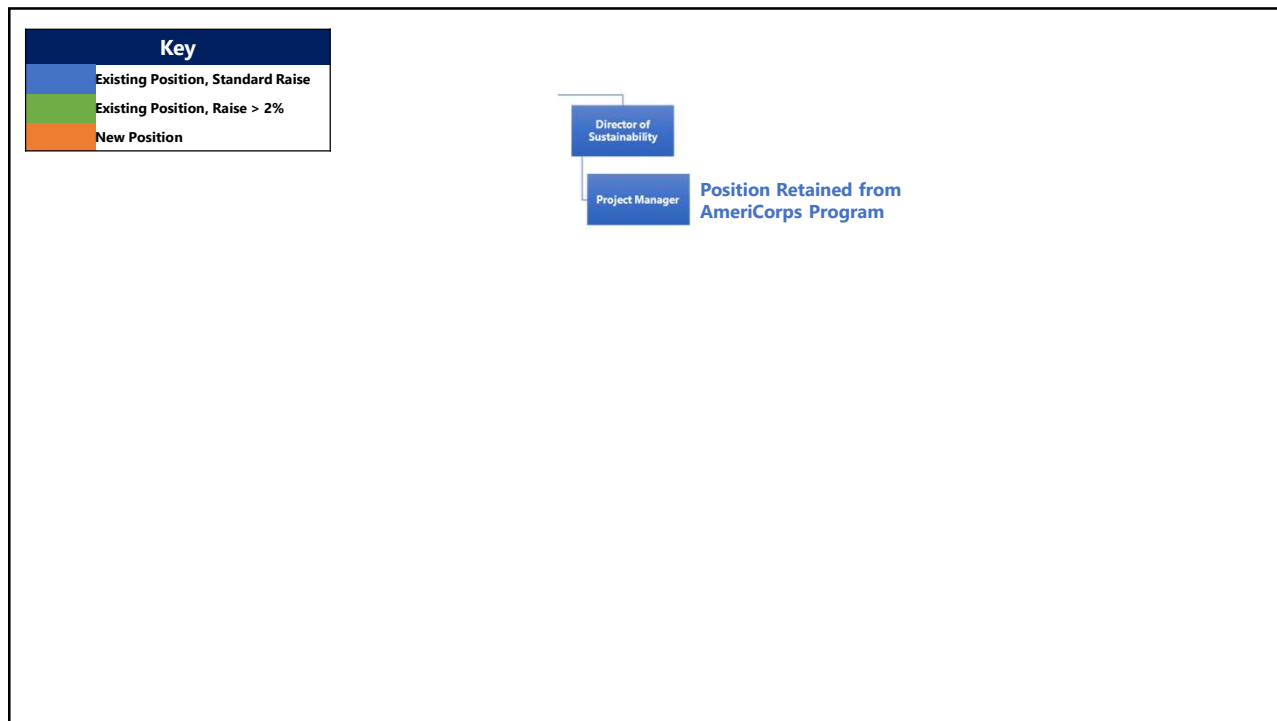 Key
Existing Position, Standard Raise
Existing Position, Raise > 2%
New Position
Director of
Sustainability
Project Manager
Position Retained from
AmeriCorps Program